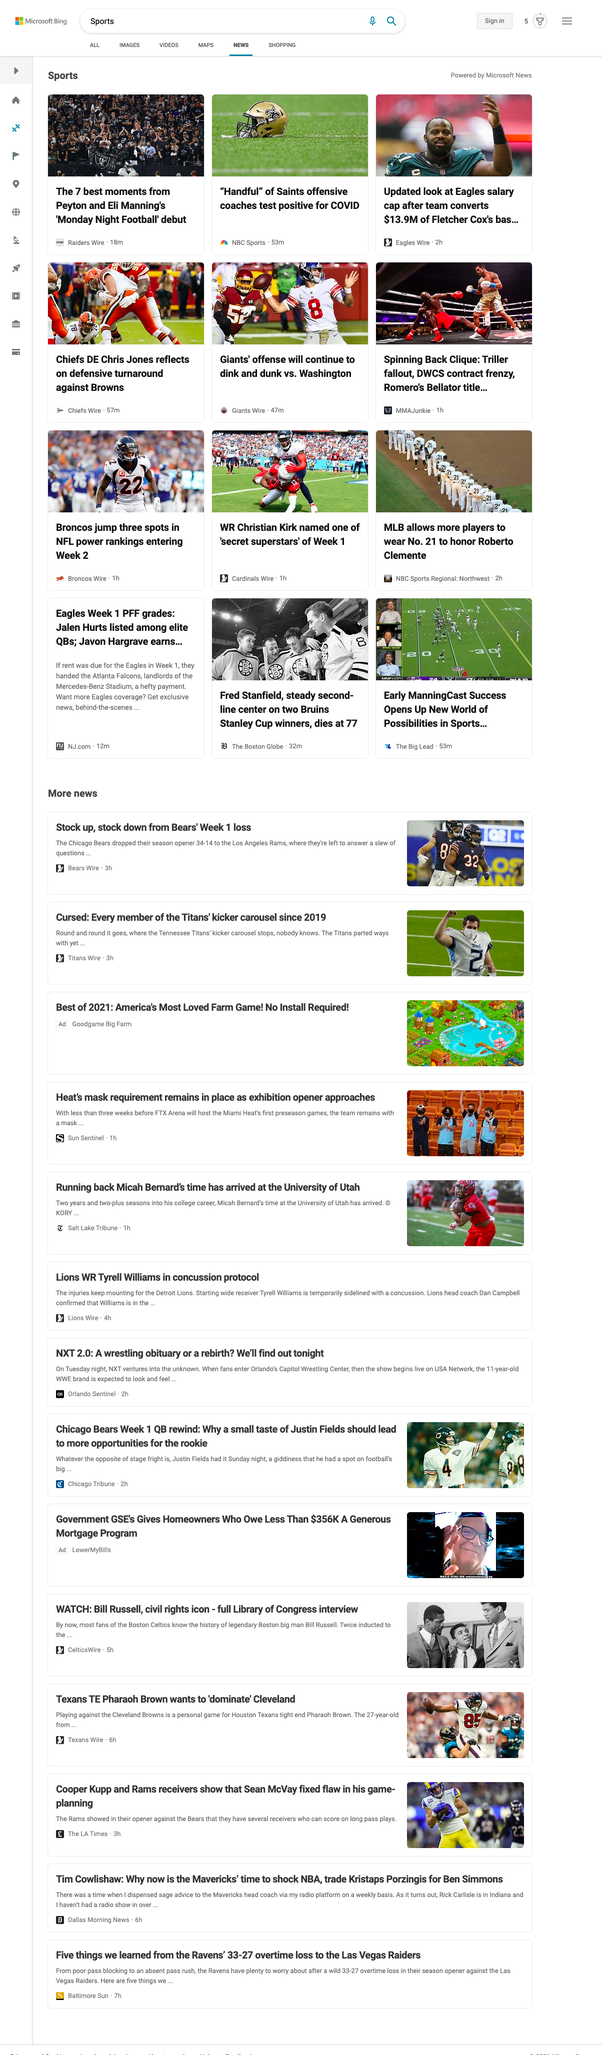 Microsoft Bing
Sports
Sign in
5
ALL
IMAGES
VIDEOS
MAPS
NEWS
SHOPPING
Sports
Powered by Microsoft News
The 7 best moments from
Peyton and Eli Manning's
'Monday Night Football' debut
Raiders Wire · 18m
“Handful” of Saints offensive
coaches test positive for COVID
NBC Sports · 53m
Updated look at Eagles salary
cap after team converts
$13.9M of Fletcher Cox's bas...
Eagles Wire · 2h
Chiefs DE Chris Jones reflects
on defensive turnaround
against Browns
Chiefs Wire · 57m
Giants' offense will continue to
dink and dunk vs. Washington
Giants Wire · 47m
Spinning Back Clique: Triller
fallout, DWCS contract frenzy,
Romero's Bellator title...
MMAJunkie · 1h
Broncos jump three spots in
NFL power rankings entering
Week 2
Broncos Wire · 1h
WR Christian Kirk named one of
'secret superstars' of Week 1
Cardinals Wire · 1h
MLB allows more players to
wear No. 21 to honor Roberto
Clemente
NBC Sports Regional: Northwest · 2h
Eagles Week 1 PFF grades:
Jalen Hurts listed among elite
QBs; Javon Hargrave earns...
If rent was due for the Eagles in Week 1, they
handed the Atlanta Falcons, landlords of the
Mercedes-Benz Stadium, a hefty payment.
Want more Eagles coverage? Get exclusive
news, behind-the-scenes ...
NJ.com · 12m
Fred Stanfield, steady second-
line center on two Bruins
Stanley Cup winners, dies at 77
The Boston Globe · 32m
Early ManningCast Success
Opens Up New World of
Possibilities in Sports...
The Big Lead · 53m
More news
Stock up, stock down from Bears' Week 1 loss
The Chicago Bears dropped their season opener 34-14 to the Los Angeles Rams, where they're left to answer a slew of
questions ...
Bears Wire · 3h
Cursed: Every member of the Titans' kicker carousel since 2019
Round and round it goes, where the Tennessee Titans' kicker carousel stops, nobody knows. The Titans parted ways
with yet ...
Titans Wire · 3h
Best of 2021: America's Most Loved Farm Game! No Install Required!
Ad Goodgame Big Farm
Heat's mask requirement remains in place as exhibition opener approaches
With less than three weeks before FTX Arena will host the Miami Heat's first preseason games, the team remains with
a mask ...
Sun Sentinel · 1h
Running back Micah Bernard's time has arrived at the University of Utah
Two years and two-plus seasons into his college career, Micah Bernard's time at the University of Utah has arrived. ©
KORY ...
Salt Lake Tribune · 1h
Lions WR Tyrell Williams in concussion protocol
The injuries keep mounting for the Detroit Lions. Starting wide receiver Tyrell Williams is temporarily sidelined with a concussion. Lions head coach Dan Campbell
confirmed that Williams is in the ...
Lions Wire · 4h
NXT 2.0: A wrestling obituary or a rebirth? We'll find out tonight
On Tuesday night, NXT ventures into the unknown. When fans enter Orlando's Capitol Wrestling Center, then the show begins live on USA Network, the 11-year-old
WWE brand is expected to look and feel ...
Orlando Sentinel · 2h
Chicago Bears Week 1 QB rewind: Why a small taste of Justin Fields should lead
to more opportunities for the rookie
Whatever the opposite of stage fright is, Justin Fields had it Sunday night, a giddiness that he had a spot on football's
big ...
Chicago Tribune · 2h
Government GSE's Gives Homeowners Who Owe Less Than $356K A Generous
Mortgage Program
Ad LowerMyBills
WATCH: Bill Russell, civil rights icon - full Library of Congress interview
By now, most fans of the Boston Celtics know the history of legendary Boston big man Bill Russell. Twice inducted to
the ...
CelticsWire · 5h
Texans TE Pharaoh Brown wants to 'dominate' Cleveland
Playing against the Cleveland Browns is a personal game for Houston Texans tight end Pharaoh Brown. The 27-year-old
from ...
Texans Wire · 6h
Cooper Kupp and Rams receivers show that Sean McVay fixed flaw in his game-
planning
The Rams showed in their opener against the Bears that they have several receivers who can score on long pass plays.
The LA Times · 3h
Tim Cowlishaw: Why now is the Mavericks' time to shock NBA, trade Kristaps Porzingis for Ben Simmons
There was a time when I dispensed sage advice to the Mavericks head coach via my radio platform on a weekly basis. As it turns out, Rick Carlisle is in Indiana and
I haven't had a radio show in over ...
Dallas Morning News · 6h
Five things we learned from the Ravens' 33-27 overtime loss to the Las Vegas Raiders
From poor pass blocking to an absent pass rush, the Ravens have plenty to worry about after a wild 33-27 overtime loss in their season opener against the Las
Vegas Raiders. Here are five things we ...
Baltimore Sun · 7h